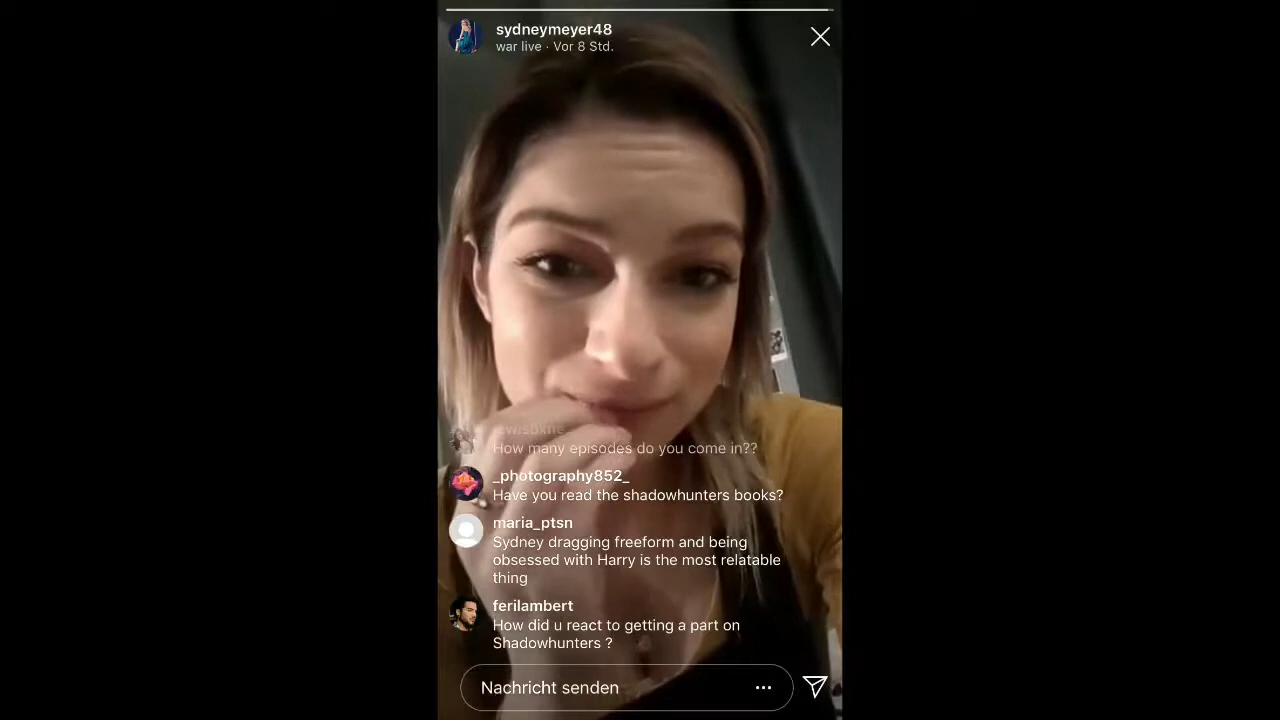 sydneymeyer48
war live · Vor 8 Std.
How many episodes do you come in??
_photography852_
Have you read the shadowhunters books?
maria_ptsn
Sydney dragging freeform and being
obsessed with Harry is the most relatable
thing
ferilambert
How did u react to getting a part on
Shadowhunters ?
Nachricht senden